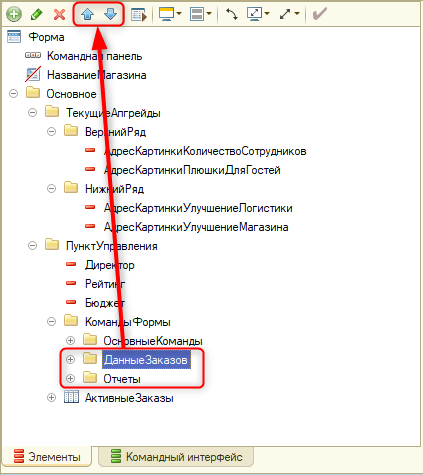 Форма
Командная панель
НазваниеМагазина
Основное
ТекущиеАпгрейды
ВерхнийРяд
АдресКартинкиКоличествоСотрудников
АдресКартинкиПлюшкиДляГостей
НижнийРяд
АдресКартинкиУлучшениеЛогистики
АдресКартинкиУлучшениеМагазина
ПунктУправления
Директор
Рейтинг
Бюджет
КомандыФормы
ОсновныеКоманды
ДанныеЗаказов
Отчеты
АктивныеЗаказы
Элементы Командный интерфейс